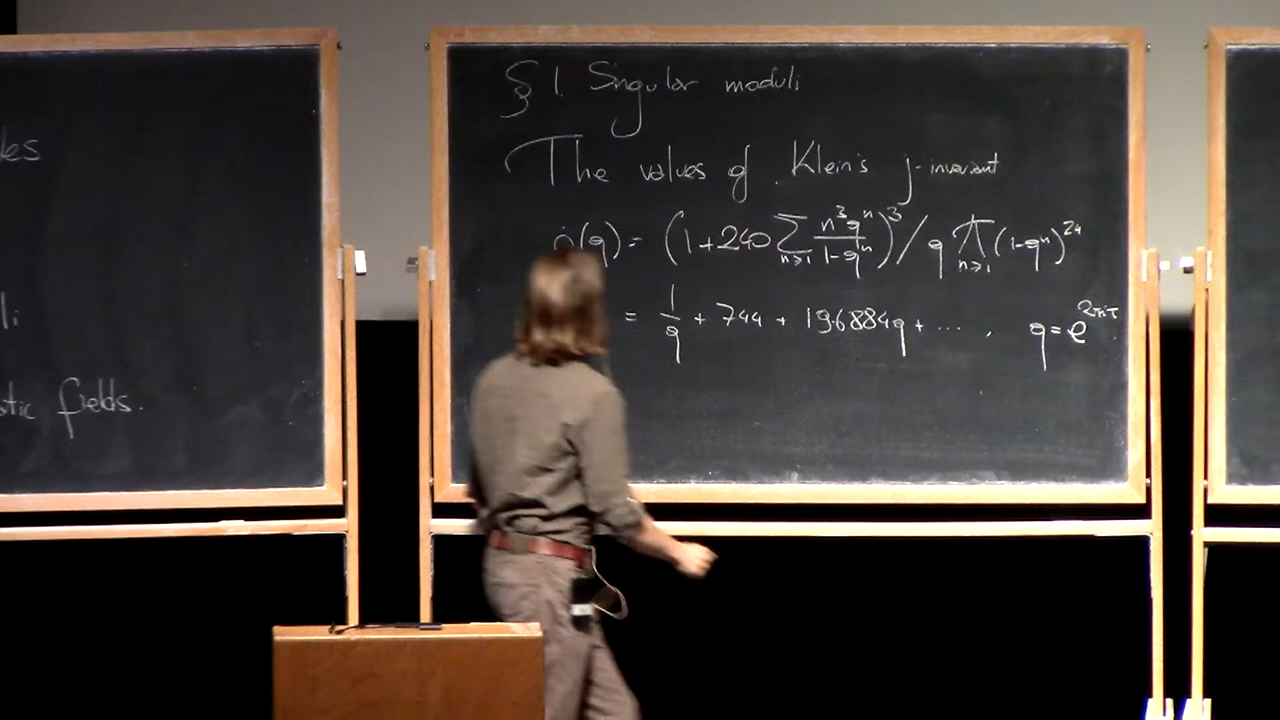 les
li
tic fields.
§ 1. Singular moduli
The values of Klein's j-invariant
j(q) = (1+240 ∑_{n≥1} n³qⁿ/(1-qⁿ))³ / q ∏_{n≥1} (1-qⁿ)²⁴
= 1/q + 744 + 196884q + ... , q = e^{2πiτ}